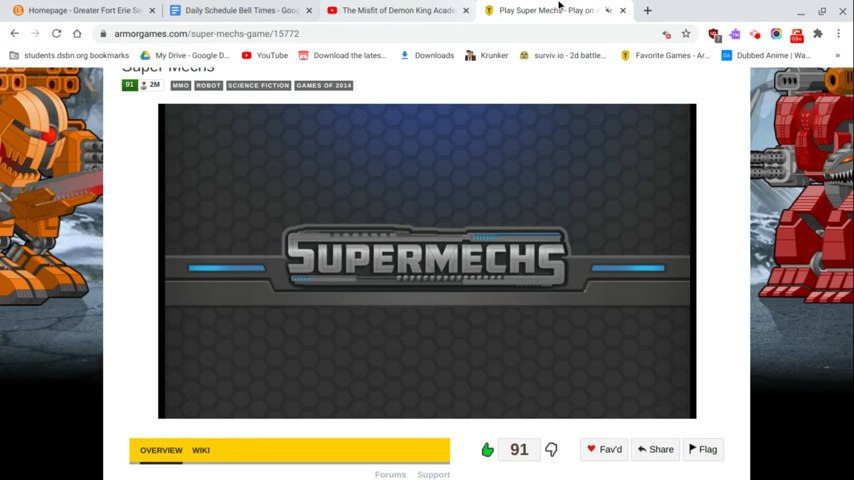 Homepage - Greater Fort Erie Se
Daily Schedule Bell Times - Goog
The Misfit of Demon King Acade
Play Super Mechs - Play on A
armorgames.com/super-mechs-game/15772
7
99+
students.dsbn.org bookmarks
My Drive - Google D...
YouTube
Download the lates...
Downloads
Krunker
surviv.io - 2d battle...
Favorite Games - Ar...
Dubbed Anime | Wa...
»
Super Mechs
91
2M
MMO
ROBOT
SCIENCE FICTION
GAMES OF 2014
SUPERMECHS
OVERVIEW
WIKI
91
Fav'd
Share
Flag
Forums
Support